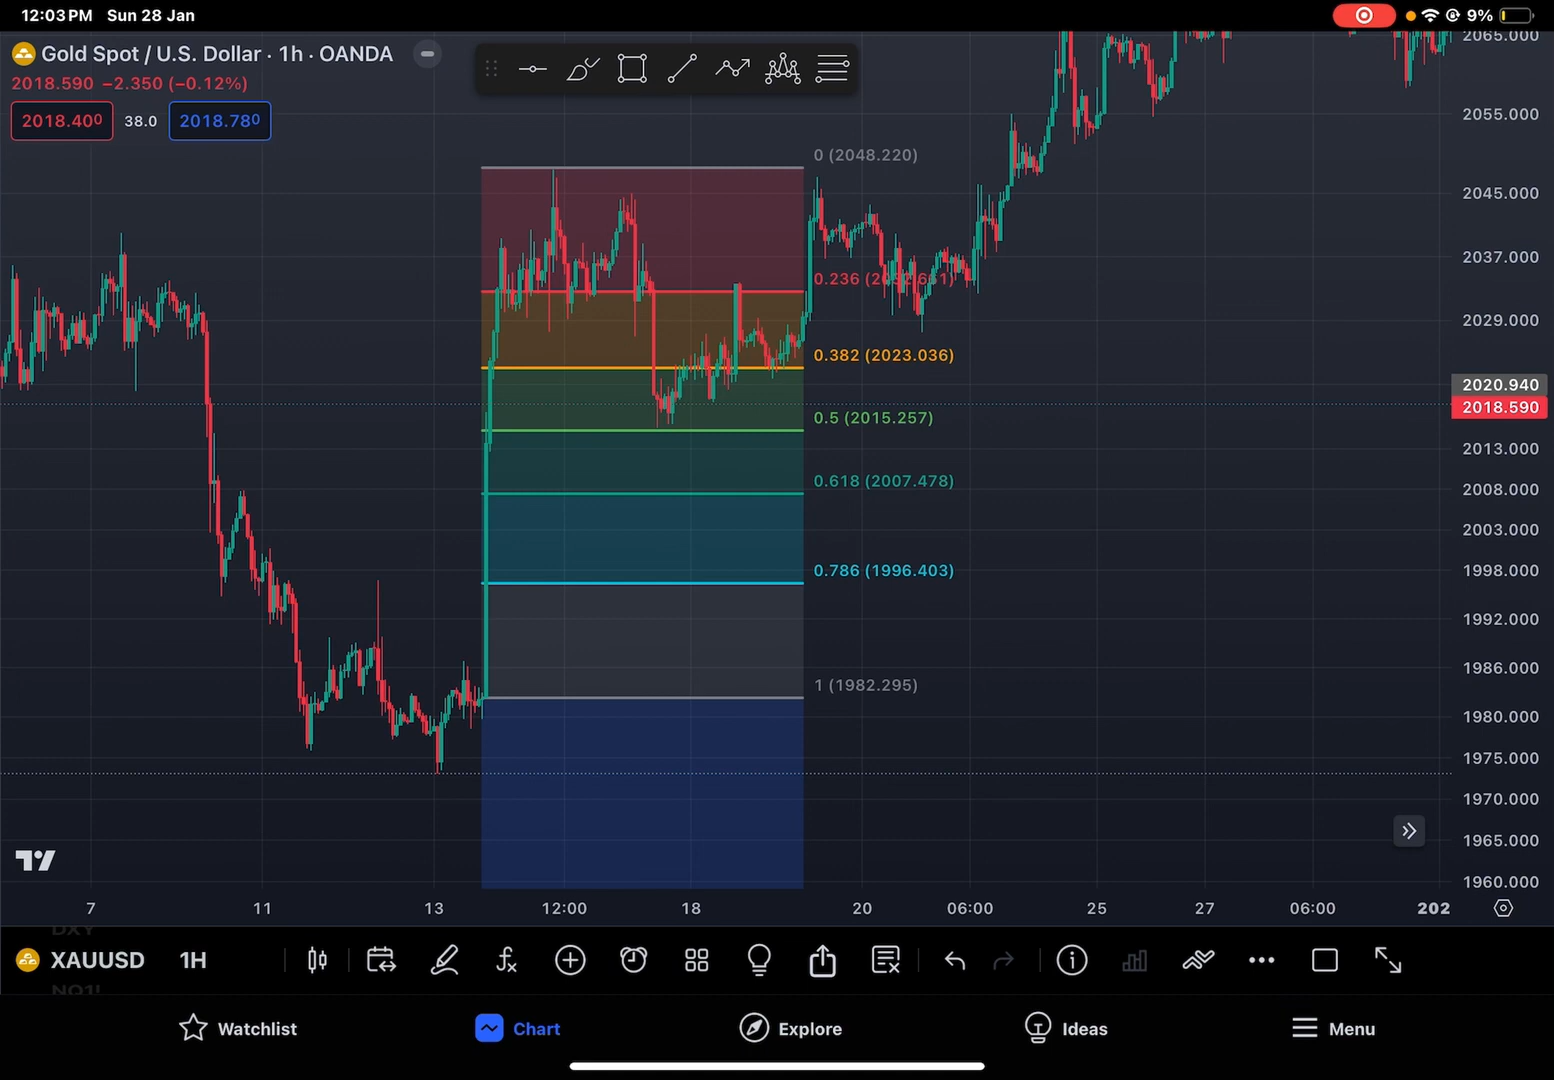 12:03 PM Sun 28 Jan
9%
Gold Spot / U.S. Dollar · 1h · OANDA
2018.590 −2.350 (−0.12%)
2018.400 38.0 2018.780
0 (2048.220)
0.382 (2023.036)
0.5 (2015.257)
0.618 (2007.478)
0.786 (1996.403)
1 (1982.295)
2065.000
2055.000
2045.000
2037.000
2029.000
2020.940
2018.590
2013.000
2008.000
2003.000
1998.000
1992.000
1986.000
1980.000
1975.000
1970.000
1965.000
1960.000
7 11 13 12:00 18 20 06:00 25 27 06:00 202
DXY
XAUUSD 1H
NQ1!
Watchlist Chart Explore Ideas Menu